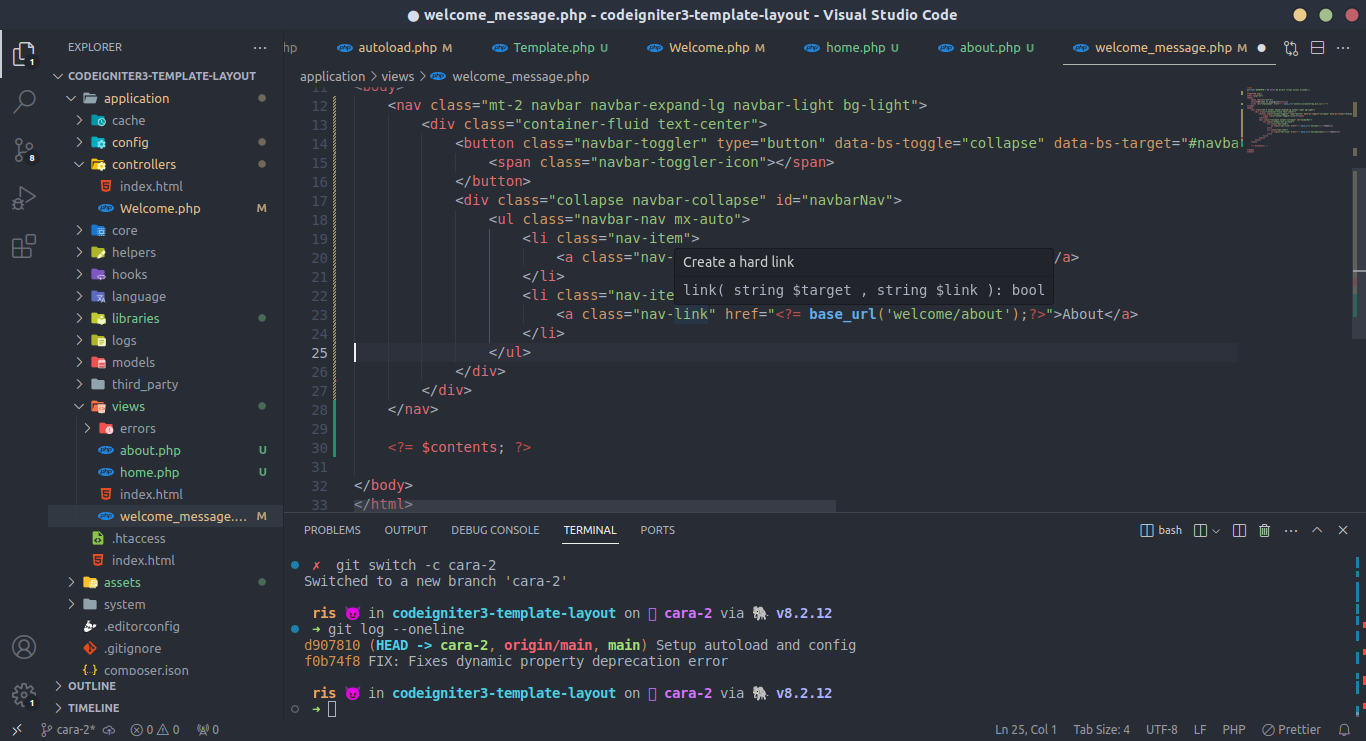 welcome_message.php - codeigniter3-template-layout - Visual Studio Code
EXPLORER
CODEIGNITER3-TEMPLATE-LAYOUT
application
cache
config
controllers
index.html
Welcome.php M
core
helpers
hooks
language
libraries
logs
models
third_party
views
errors
about.php U
home.php U
index.html
welcome_message.... M
.htaccess
index.html
assets
system
.editorconfig
.gitignore
composer.json
OUTLINE
TIMELINE
1
8
1
hp
php autoload.php M
php Template.php U
php Welcome.php M
php home.php U
php about.php U
php welcome_message.php M
application > views > php welcome_message.php
11 <body>
12 <nav class="mt-2 navbar navbar-expand-lg navbar-light bg-light">
13 <div class="container-fluid text-center">
14 <button class="navbar-toggler" type="button" data-bs-toggle="collapse" data-bs-target="#navba
15 <span class="navbar-toggler-icon"></span>
16 </button>
17 <div class="collapse navbar-collapse" id="navbarNav">
18 <ul class="navbar-nav mx-auto">
19 <li class="nav-item">
20 <a class="nav- /a>
21 </li>
22 <li class="nav-ite
23 <a class="nav-link" href="<?= base_url('welcome/about');?>">About</a>
24 </li>
25 </ul>
26 </div>
27 </div>
28 </nav>
29
30 <?= $contents; ?>
31
32 </body>
33 </html>
Create a hard link
link( string $target , string $link ): bool
PROBLEMS OUTPUT DEBUG CONSOLE TERMINAL PORTS
bash
✗ git switch -c cara-2
Switched to a new branch 'cara-2'
ris 😈 in codeigniter3-template-layout on cara-2 via 🐘 v8.2.12
➜ git log --oneline
d907810 (HEAD -> cara-2, origin/main, main) Setup autoload and config
f0b74f8 FIX: Fixes dynamic property deprecation error
ris 😈 in codeigniter3-template-layout on cara-2 via 🐘 v8.2.12
➜
cara-2* 0 0 0
Ln 25, Col 1 Tab Size: 4 UTF-8 LF PHP Prettier